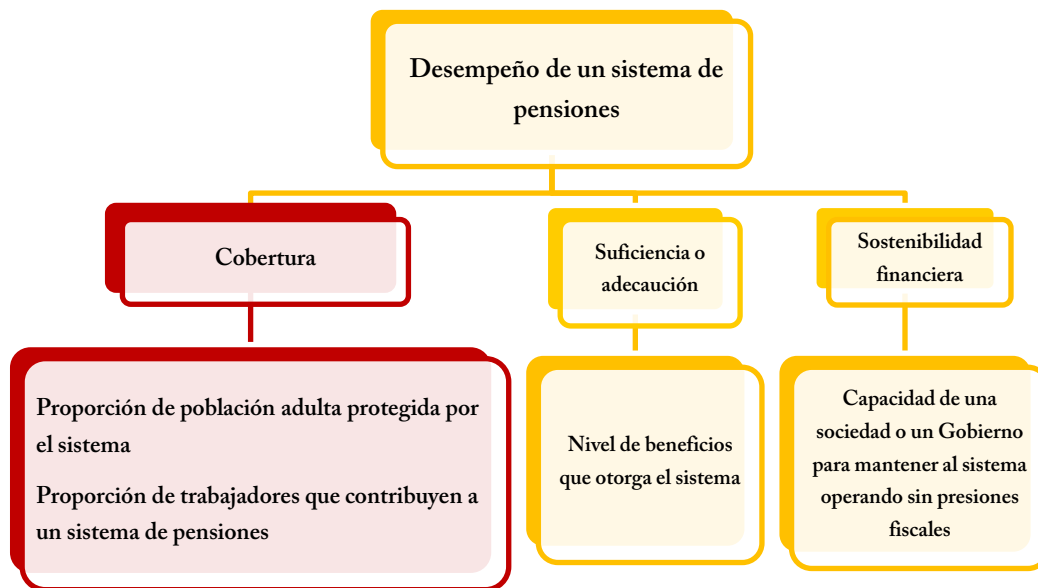 Desempeño de un sistema de
pensiones
Cobertura
Suficiencia o
adecaución
Sostenibilidad
financiera
Proporción de población adulta protegida por
el sistema
Proporción de trabajadores que contribuyen a
un sistema de pensiones
Nivel de beneficios
que otorga el sistema
Capacidad de una
sociedad o un Gobierno
para mantener al sistema
operando sin presiones
fiscales